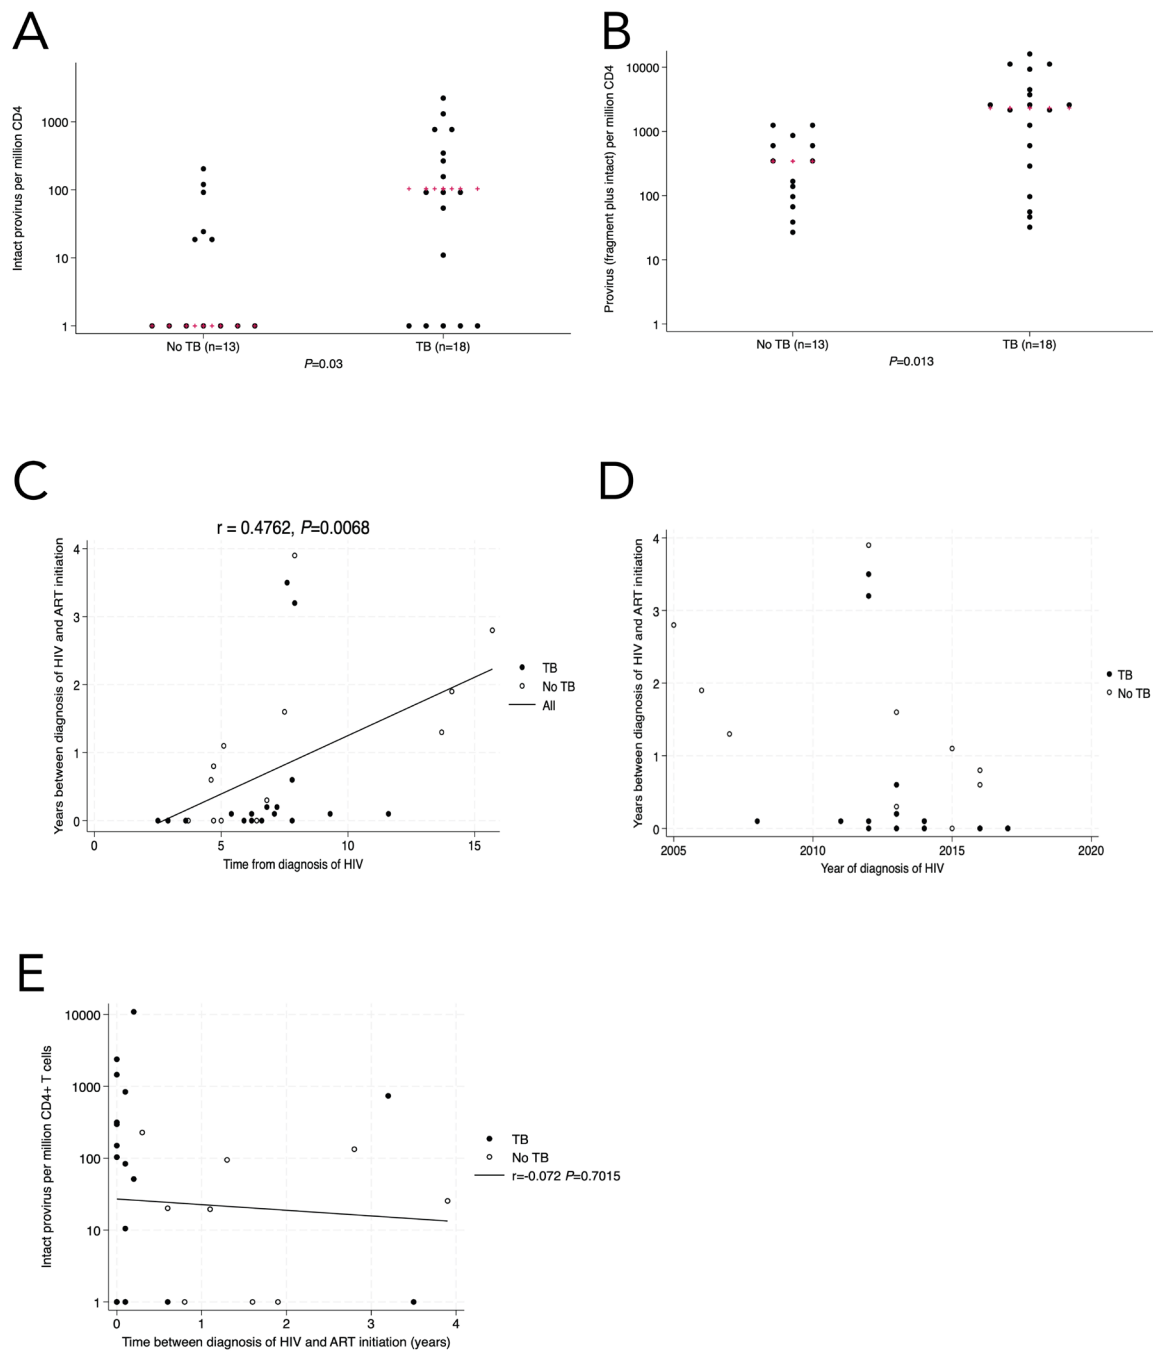 A
Intact provirus per million CD4
1000
100
10
1
No TB (n=13)
TB (n=18)
P=0.03
B
Provirus (fragment plus intact) per million CD4
10000
1000
100
10
1
No TB (n=13)
TB (n=18)
P=0.013
C
r = 0.4762, P=0.0068
Years between diagnosis of HIV and ART initiation
4
3
2
1
0
0 5 10 15
Time from diagnosis of HIV
TB
No TB
All
D
Years between diagnosis of HIV and ART initiation
4
3
2
1
0
2005 2010 2015 2020
Year of diagnosis of HIV
TB
No TB
E
Intact provirus per million CD4+ T cells
10000
1000
100
10
1
0 1 2 3 4
Time between diagnosis of HIV and ART initiation (years)
TB
No TB
r=-0.072 P=0.7015